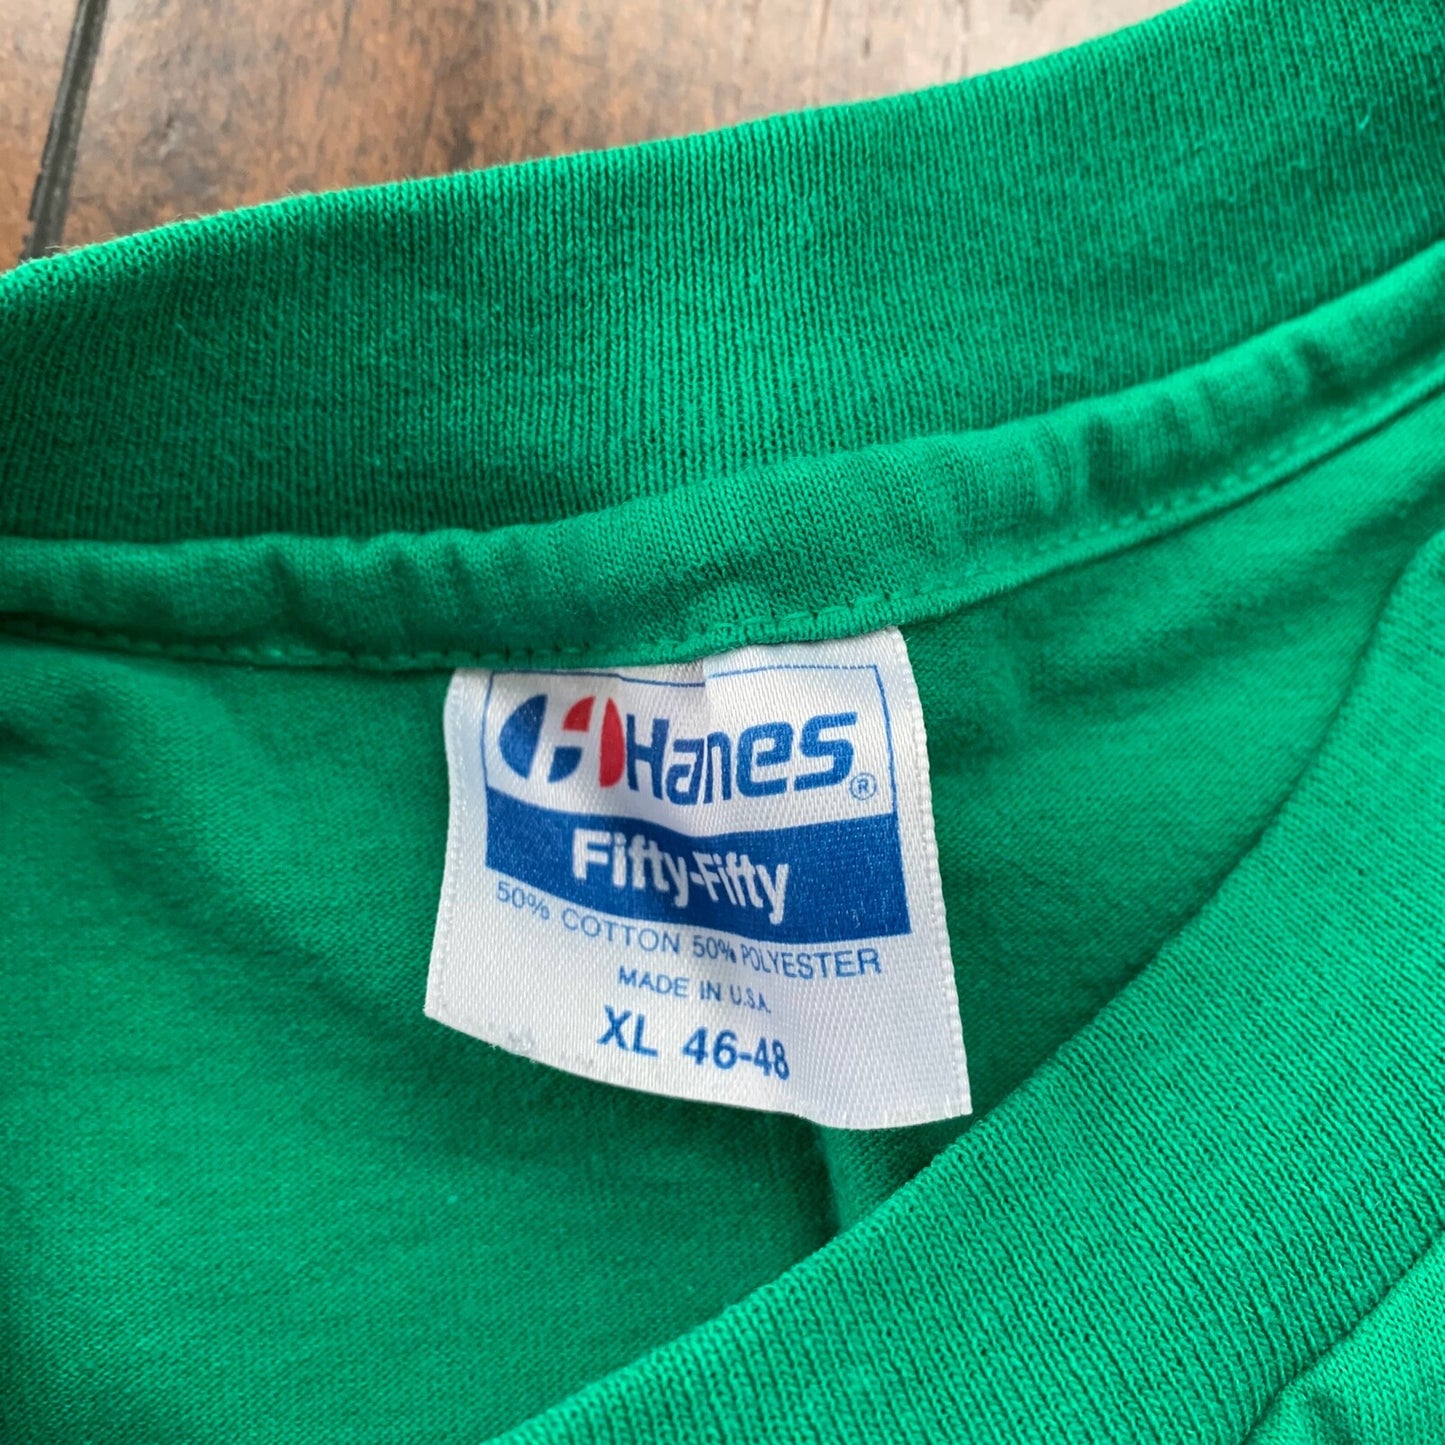 Hanes®
Fifty-Fifty
50% COTTON 50% POLYESTER
MADE IN U.S.A.
XL 46-48